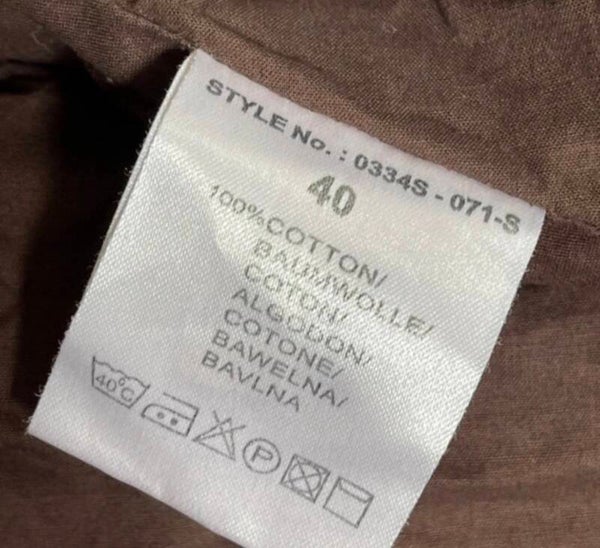 STYLE No. : 0334S - 071-S
40
100%COTTON/
BAUMWOLLE/
COTON/
ALGODON/
COTONE/
BAWELNA/
BAVLNA
40°C P